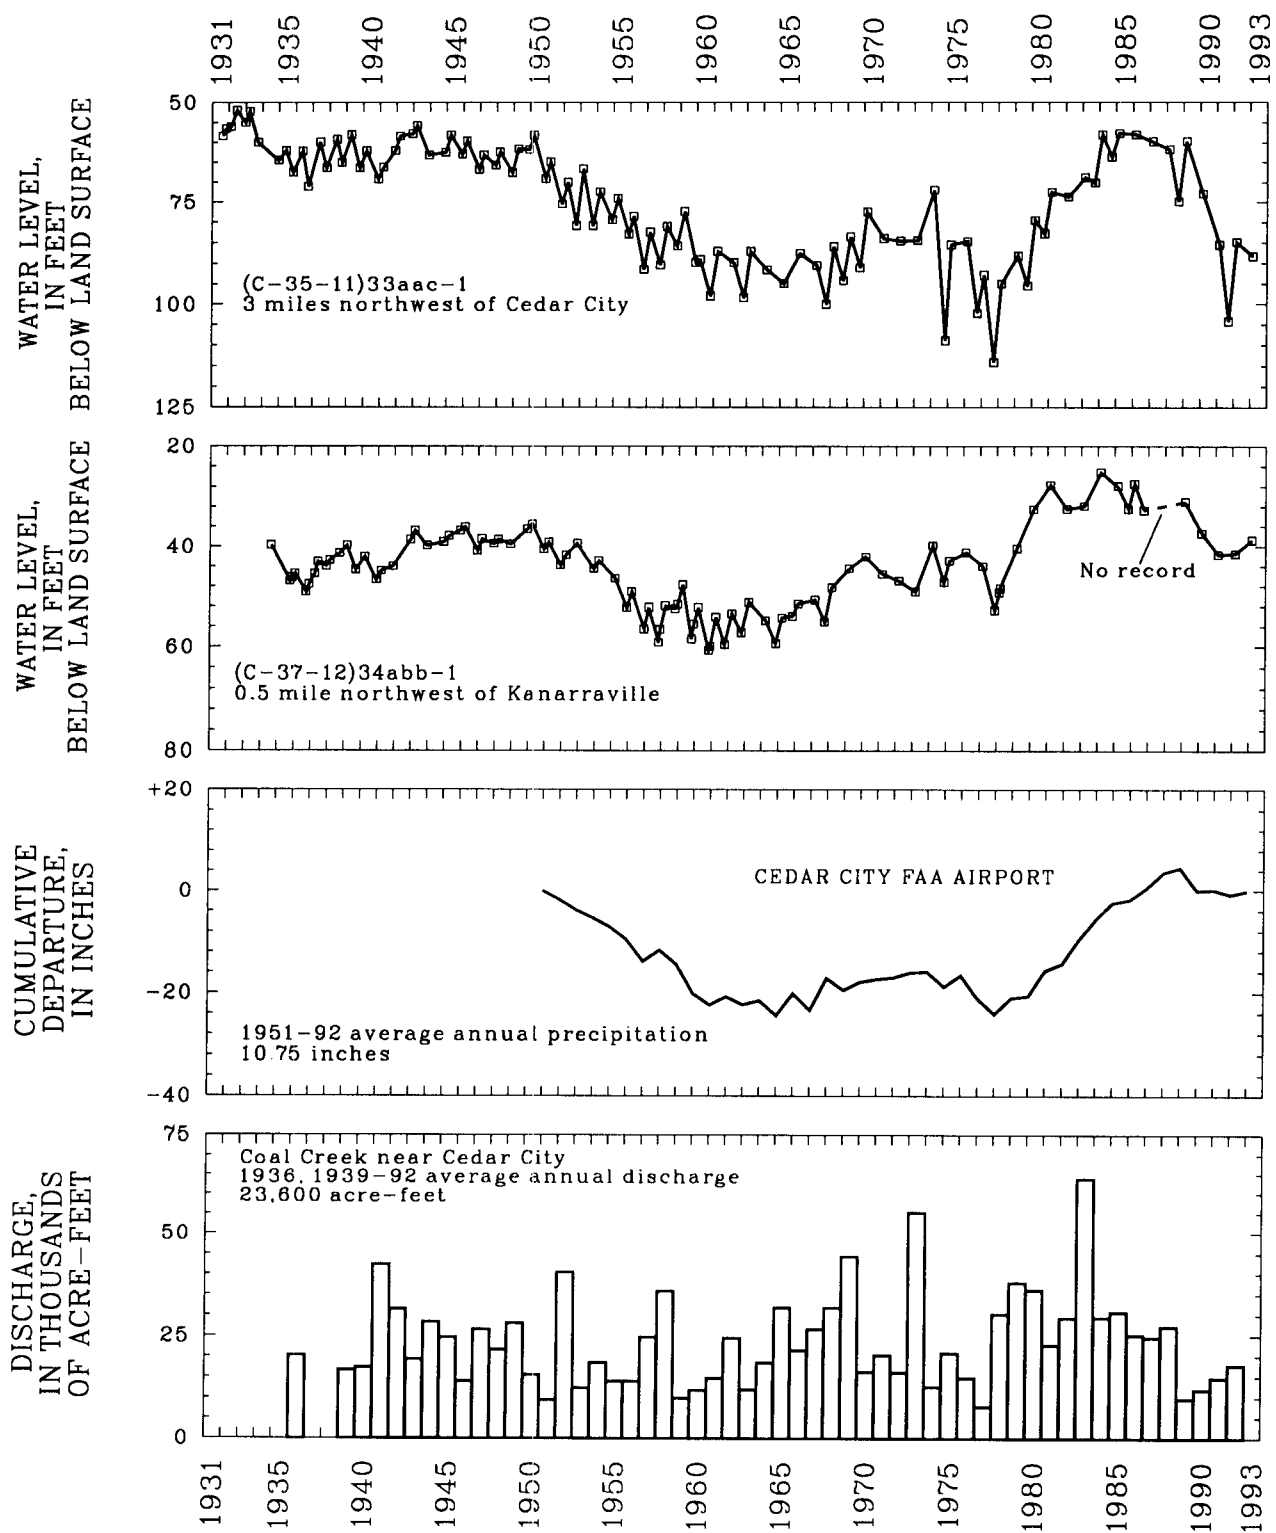 1931 1935 1940 1945 1950 1955 1960 1965 1970 1975 1980 1985 1990 1993
WATER LEVEL,
IN FEET
BELOW LAND SURFACE
50
75
100
125
(C-35-11)33aac-1
3 miles northwest of Cedar City
WATER LEVEL,
IN FEET
BELOW LAND SURFACE
20
40
60
80
No record
(C-37-12)34abb-1
0.5 mile northwest of Kanarraville
CUMULATIVE
DEPARTURE,
IN INCHES
+20
0
-20
-40
CEDAR CITY FAA AIRPORT
1951-92 average annual precipitation
10.75 inches
DISCHARGE,
IN THOUSANDS
OF ACRE-FEET
75
50
25
0
Coal Creek near Cedar City
1936, 1939-92 average annual discharge
23,600 acre-feet
1931 1935 1940 1945 1950 1955 1960 1965 1970 1975 1980 1985 1990 1993